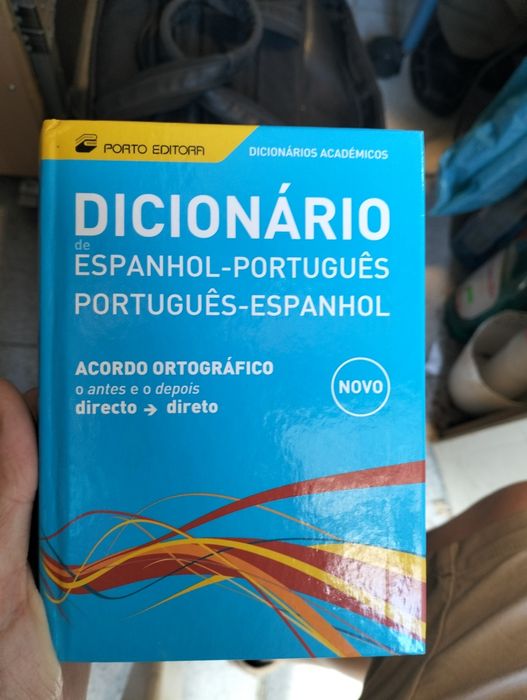 PORTO EDITORA
DICIONÁRIOS ACADÉMICOS
DICIONÁRIO
de
ESPANHOL-PORTUGUÊS
PORTUGUÊS-ESPANHOL
ACORDO ORTOGRÁFICO
o antes e o depois
directo → direto
NOVO